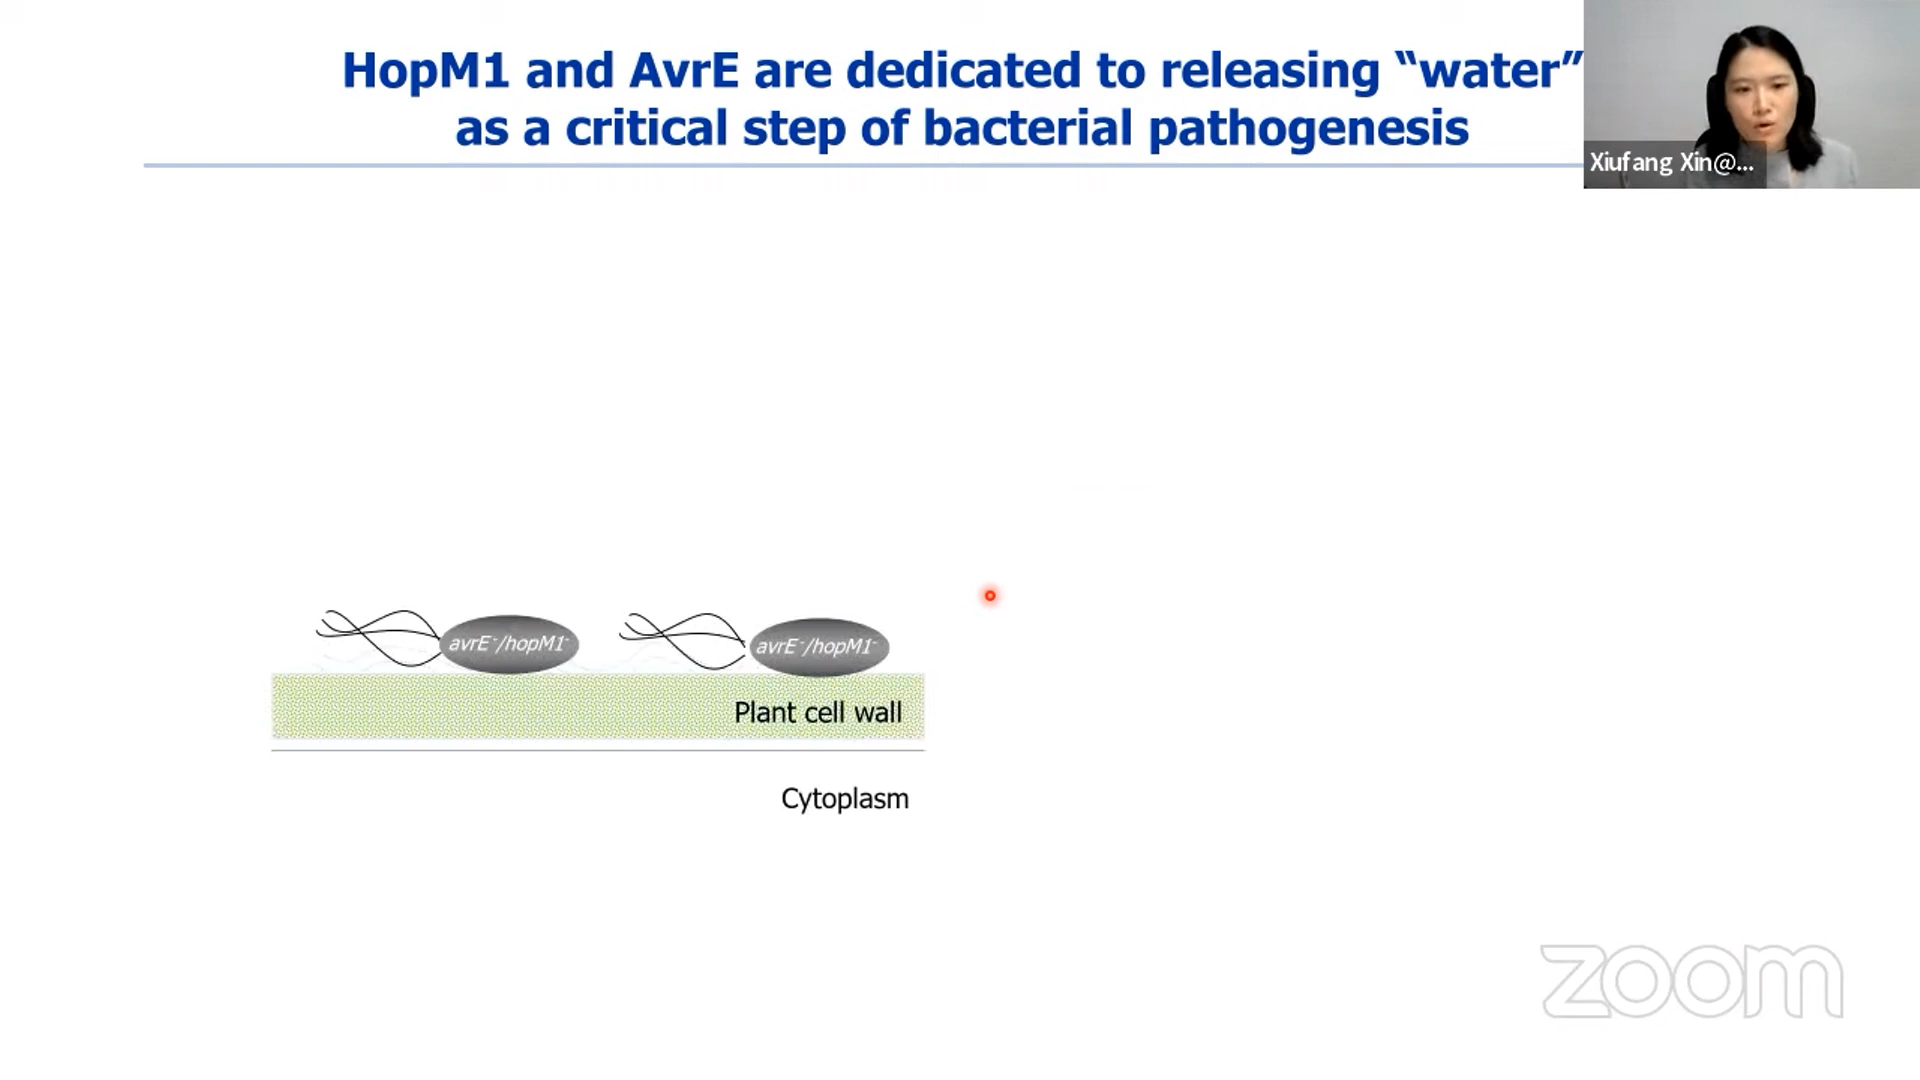 HopM1 and AvrE are dedicated to releasing “water”
as a critical step of bacterial pathogenesis
Xiufang Xin@...
avrE⁻/hopM1⁻
avrE⁻/hopM1⁻
Plant cell wall
Cytoplasm
zoom